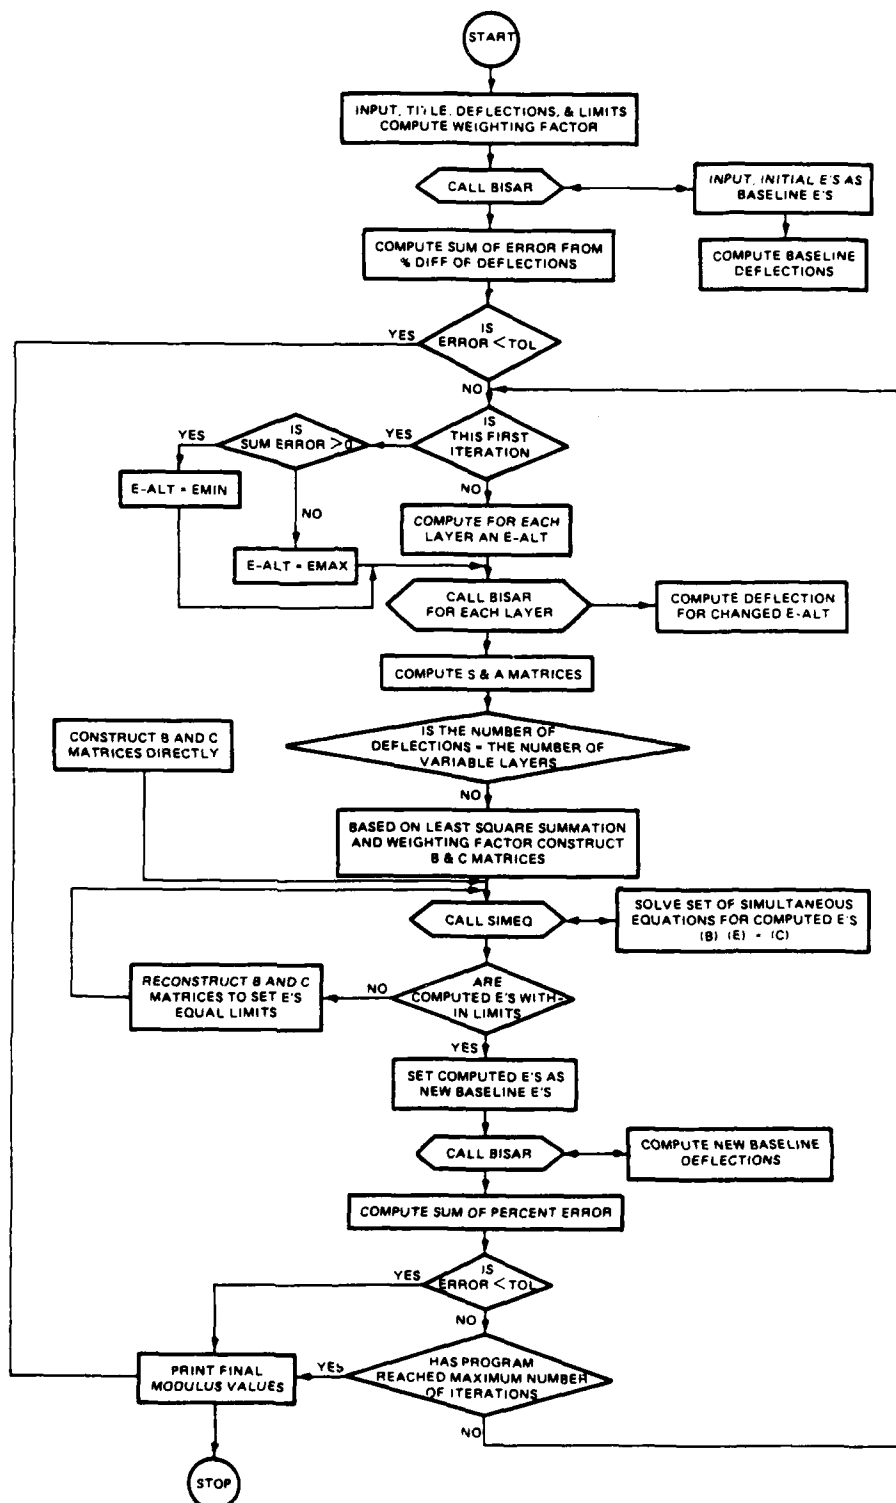 START
INPUT, TITLE, DEFLECTIONS, & LIMITS
COMPUTE WEIGHTING FACTOR
CALL BISAR
INPUT, INITIAL E'S AS
BASELINE E'S
COMPUTE BASELINE
DEFLECTIONS
COMPUTE SUM OF ERROR FROM
% DIFF OF DEFLECTIONS
IS
ERROR < TOL
YES
NO
IS
THIS FIRST
ITERATION
YES
IS
SUM ERROR > 0
YES
E-ALT = EMIN
NO
E-ALT = EMAX
NO
COMPUTE FOR EACH
LAYER AN E-ALT
CALL BISAR
FOR EACH LAYER
COMPUTE DEFLECTION
FOR CHANGED E-ALT
COMPUTE S & A MATRICES
IS THE NUMBER OF
DEFLECTIONS = THE NUMBER OF
VARIABLE LAYERS
CONSTRUCT B AND C
MATRICES DIRECTLY
NO
BASED ON LEAST SQUARE SUMMATION
AND WEIGHTING FACTOR CONSTRUCT
B & C MATRICES
CALL SIMEQ
SOLVE SET OF SIMULTANEOUS
EQUATIONS FOR COMPUTED E'S
(B) (E) = (C)
ARE
COMPUTED E'S WITH-
IN LIMITS
NO
RECONSTRUCT B AND C
MATRICES TO SET E'S
EQUAL LIMITS
YES
SET COMPUTED E'S AS
NEW BASELINE E'S
CALL BISAR
COMPUTE NEW BASELINE
DEFLECTIONS
COMPUTE SUM OF PERCENT ERROR
IS
ERROR < TOL
YES
NO
HAS PROGRAM
REACHED MAXIMUM NUMBER
OF ITERATIONS
YES
PRINT FINAL
MODULUS VALUES
NO
STOP